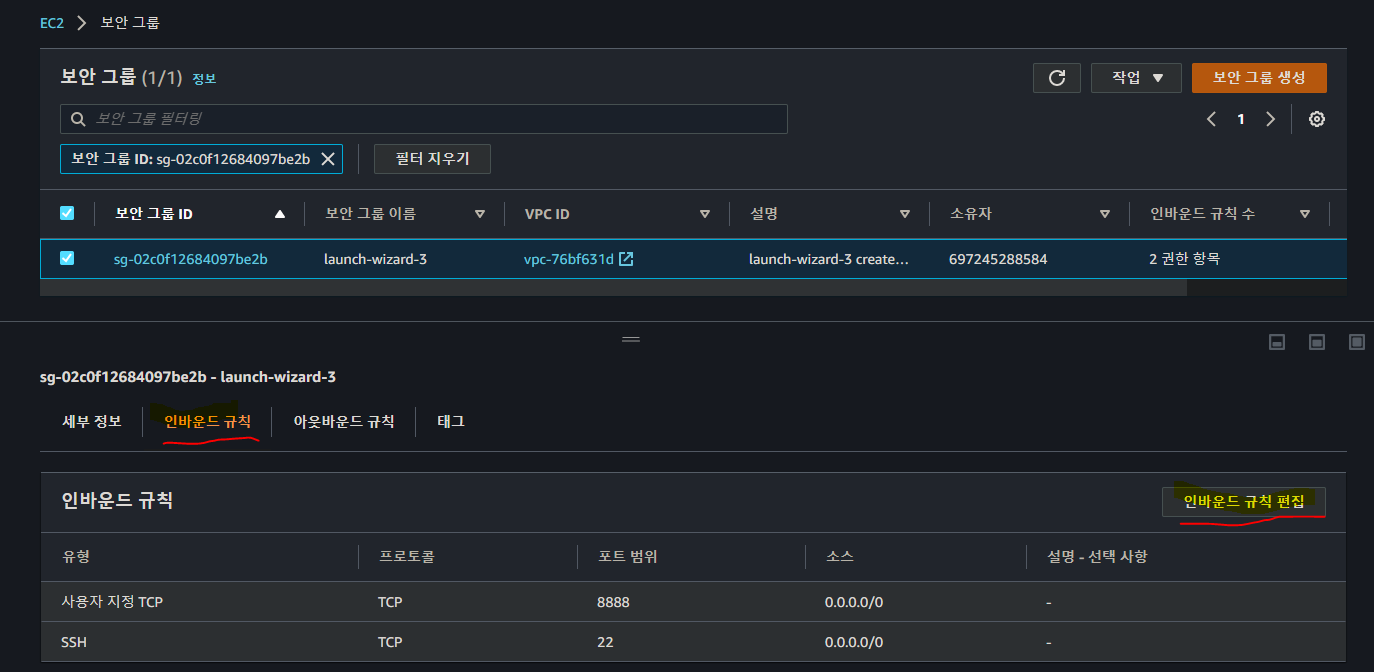 EC2 > 보안 그룹
보안 그룹 (1/1) 정보
작업 ▼
보안 그룹 생성
보안 그룹 필터링
1
보안 그룹 ID: sg-02c0f12684097be2b
필터 지우기
보안 그룹 ID 보안 그룹 이름 VPC ID 설명 소유자 인바운드 규칙 수
sg-02c0f12684097be2b launch-wizard-3 vpc-76bf631d launch-wizard-3 create... 697245288584 2 권한 항목
sg-02c0f12684097be2b - launch-wizard-3
세부 정보 인바운드 규칙 아웃바운드 규칙 태그
인바운드 규칙 인바운드 규칙 편집
유형 프로토콜 포트 범위 소스 설명 - 선택 사항
사용자 지정 TCP TCP 8888 0.0.0.0/0 -
SSH TCP 22 0.0.0.0/0 -